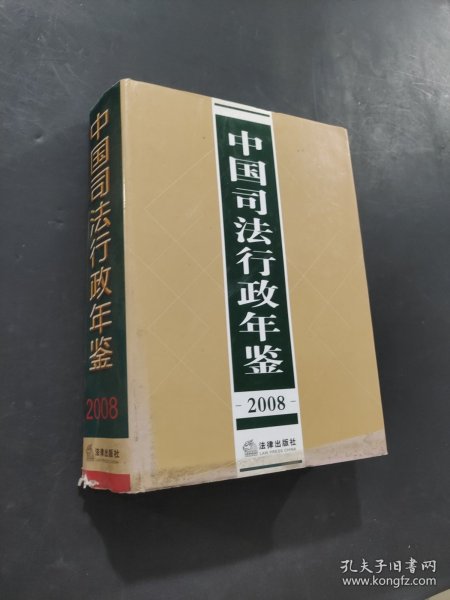 中国司法行政年鉴
2008
法律出版社
中国司法行政年鉴
-2008-
法律出版社
LAW PRESS CHINA
孔夫子旧书网
www.kongfz.com